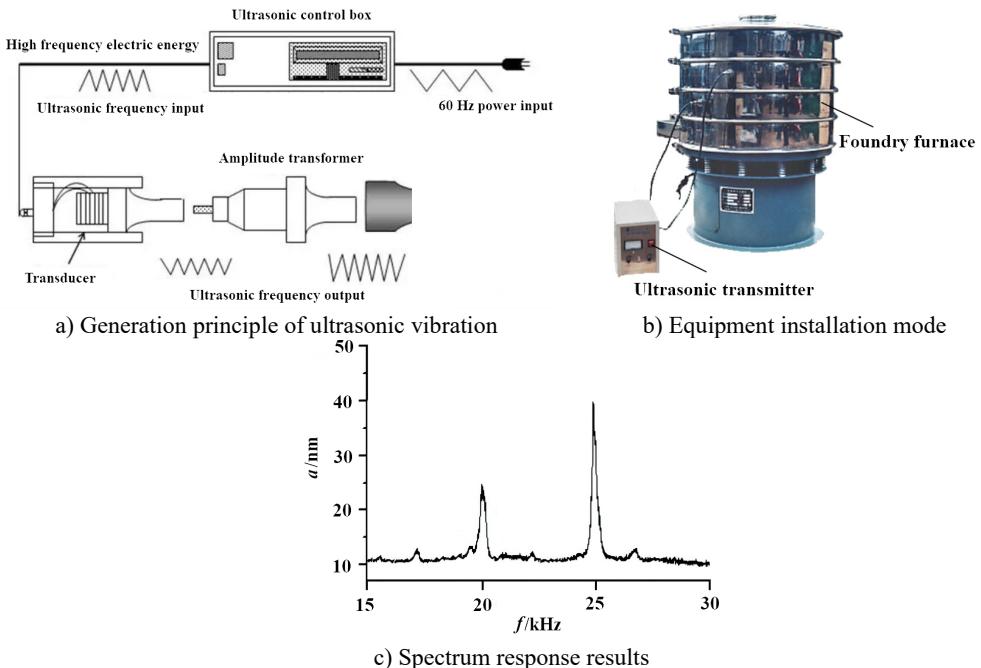 Ultrasonic control box
High frequency electric energy
Ultrasonic frequency input
60 Hz power input
Amplitude transformer
Transducer
Ultrasonic frequency output
a) Generation principle of ultrasonic vibration
Foundry furnace
Ultrasonic transmitter
b) Equipment installation mode
50
40
30
20
10
a/nm
15
20
25
30
f/kHz
c) Spectrum response results